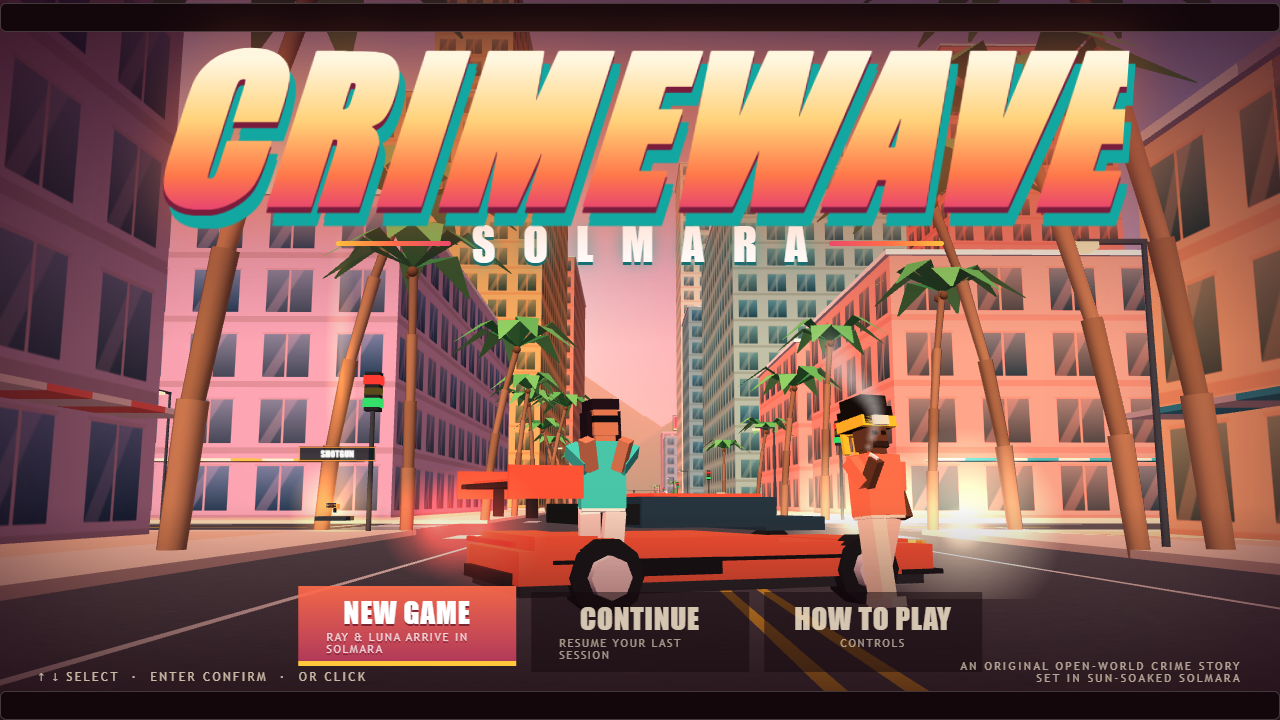 CRIMEWAVE
SOLMARA
SHOTGUN
NEW GAME
RAY & LUNA ARRIVE IN
SOLMARA
CONTINUE
RESUME YOUR LAST
SESSION
HOW TO PLAY
CONTROLS
↑ ↓ SELECT · ENTER CONFIRM · OR CLICK
AN ORIGINAL OPEN-WORLD CRIME STORY
SET IN SUN-SOAKED SOLMARA